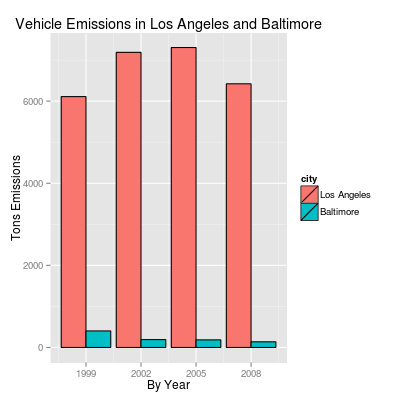 Vehicle Emissions in Los Angeles and Baltimore
Tons Emissions
6000
4000
2000
0
1999 2002 2005 2008
By Year
city
Los Angeles
Baltimore